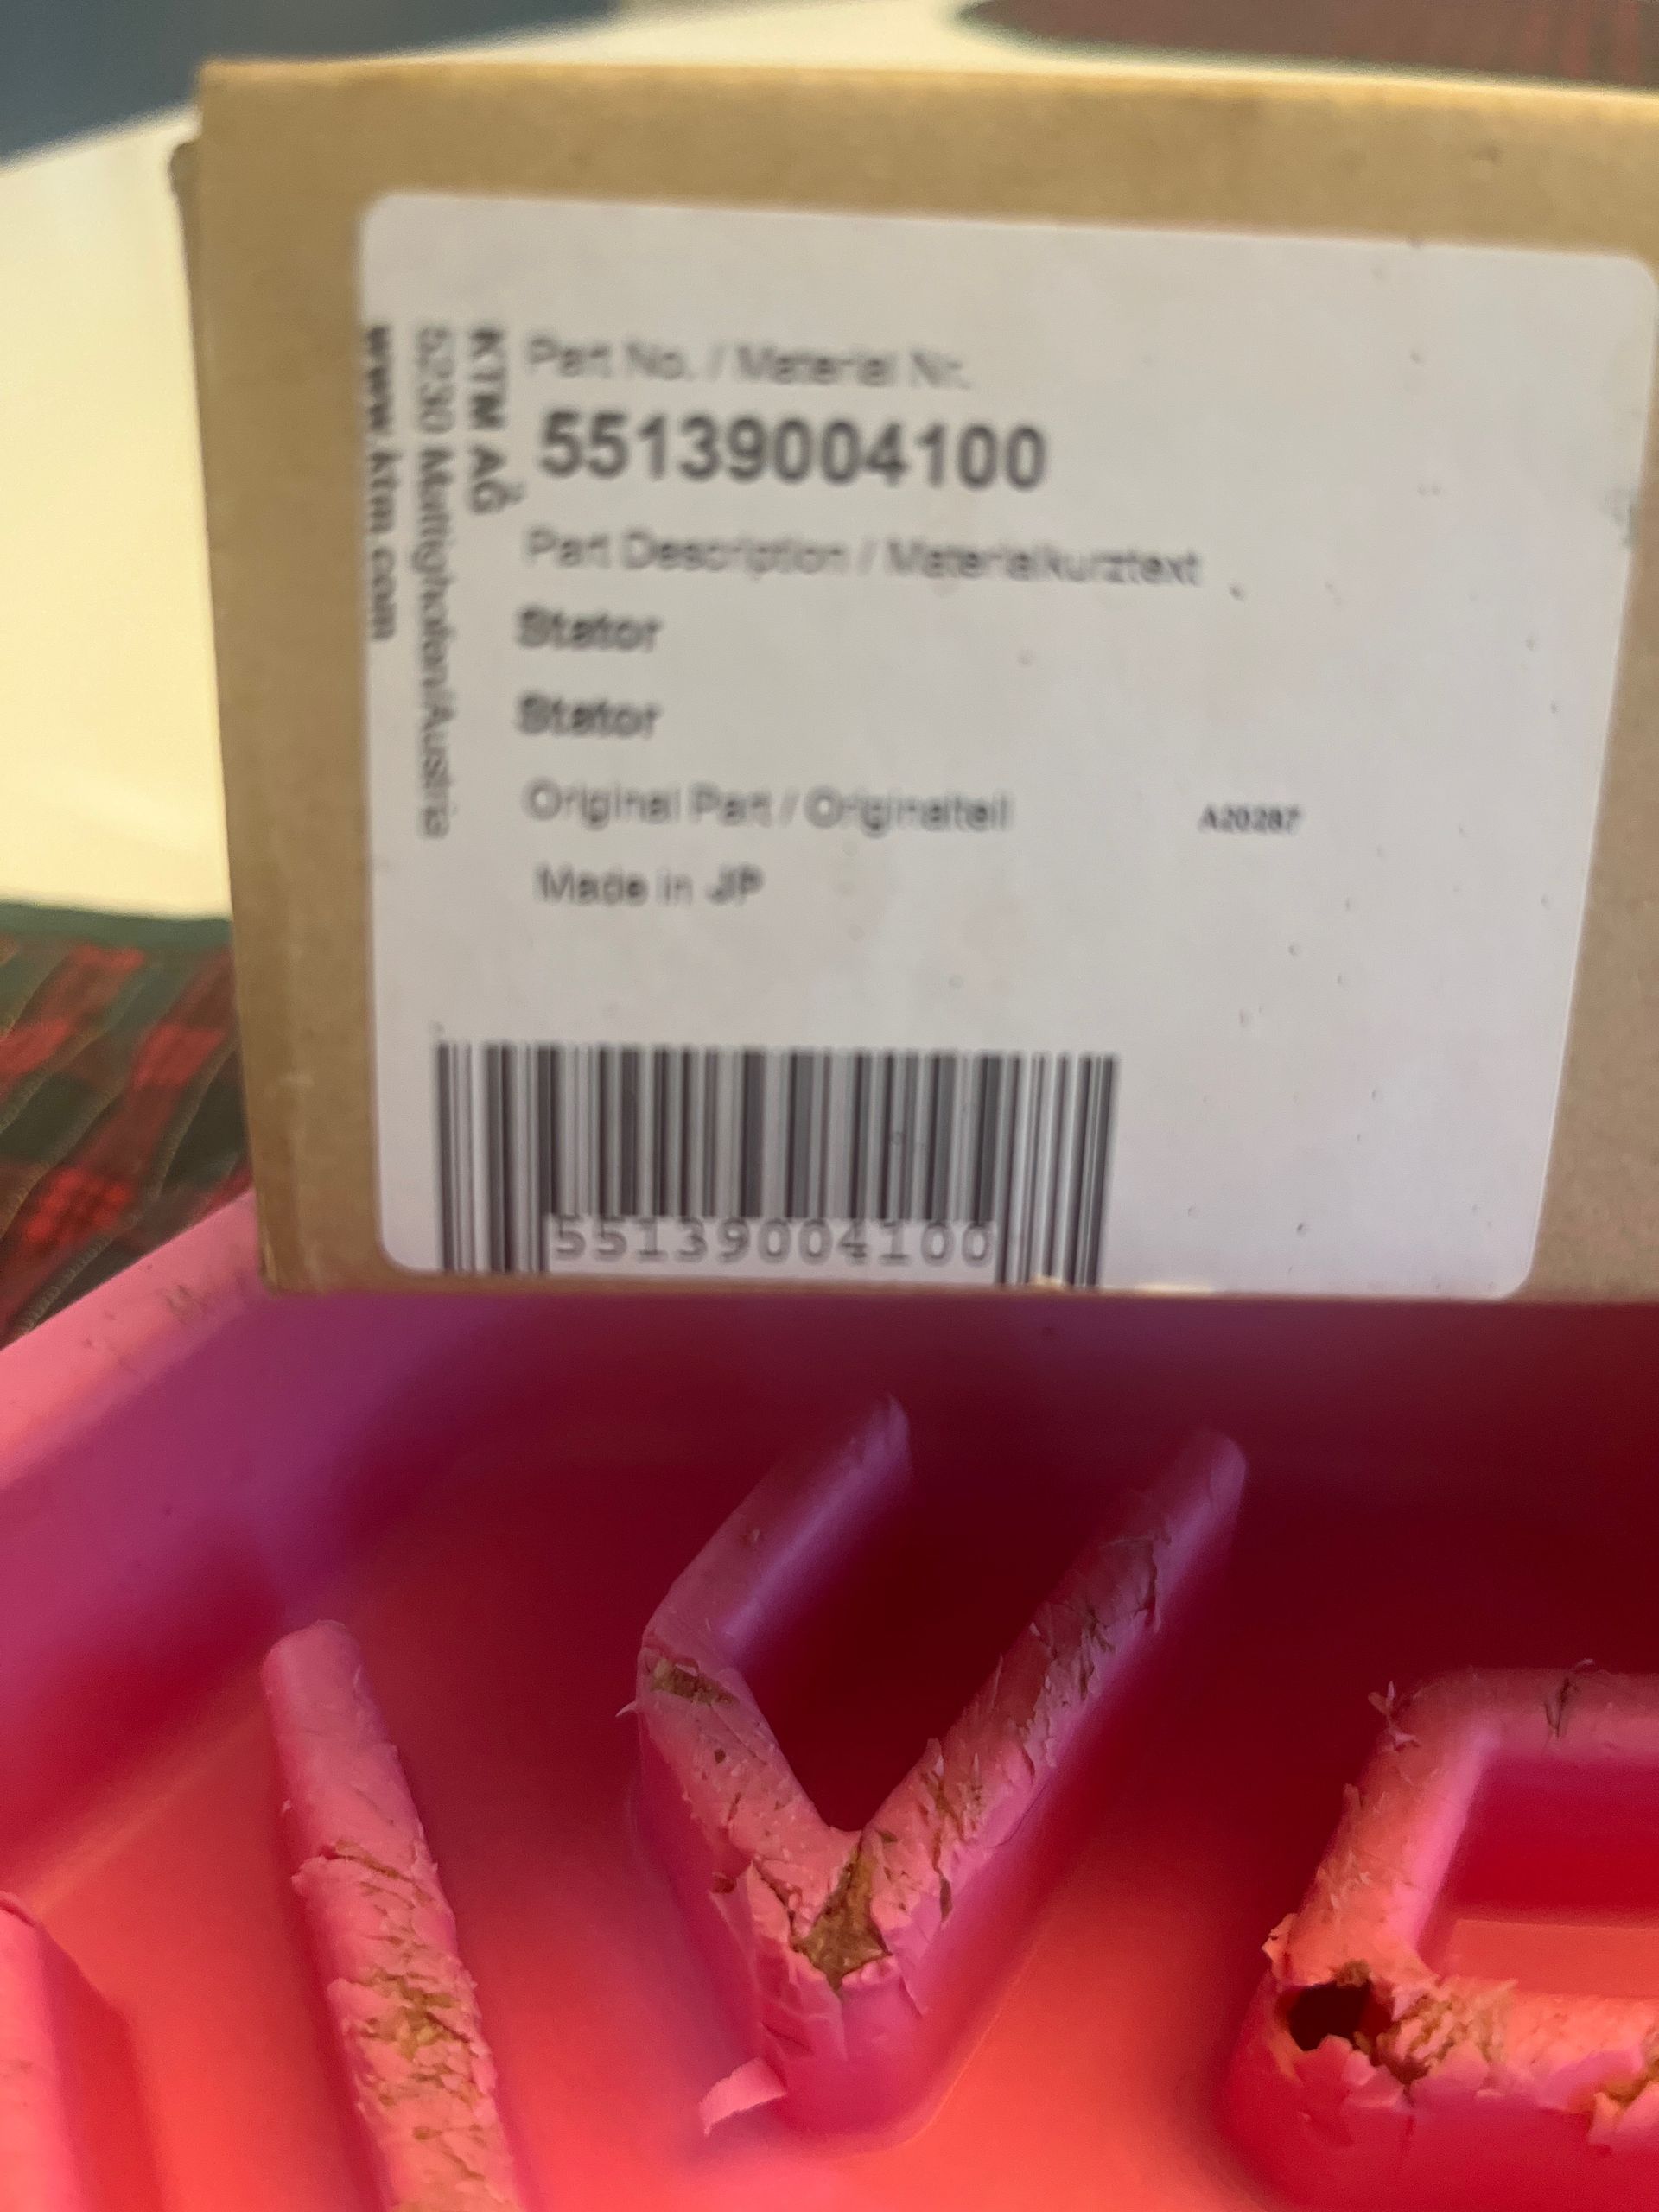 KTM AG
5230 Mattighofen/Austria
www.ktm.com
Part No. / Material Nr.
55139004100
Part Description / Materialkurztext
Stator
Stator
Original Part / Originalteil
A20287
Made in JP
55139004100